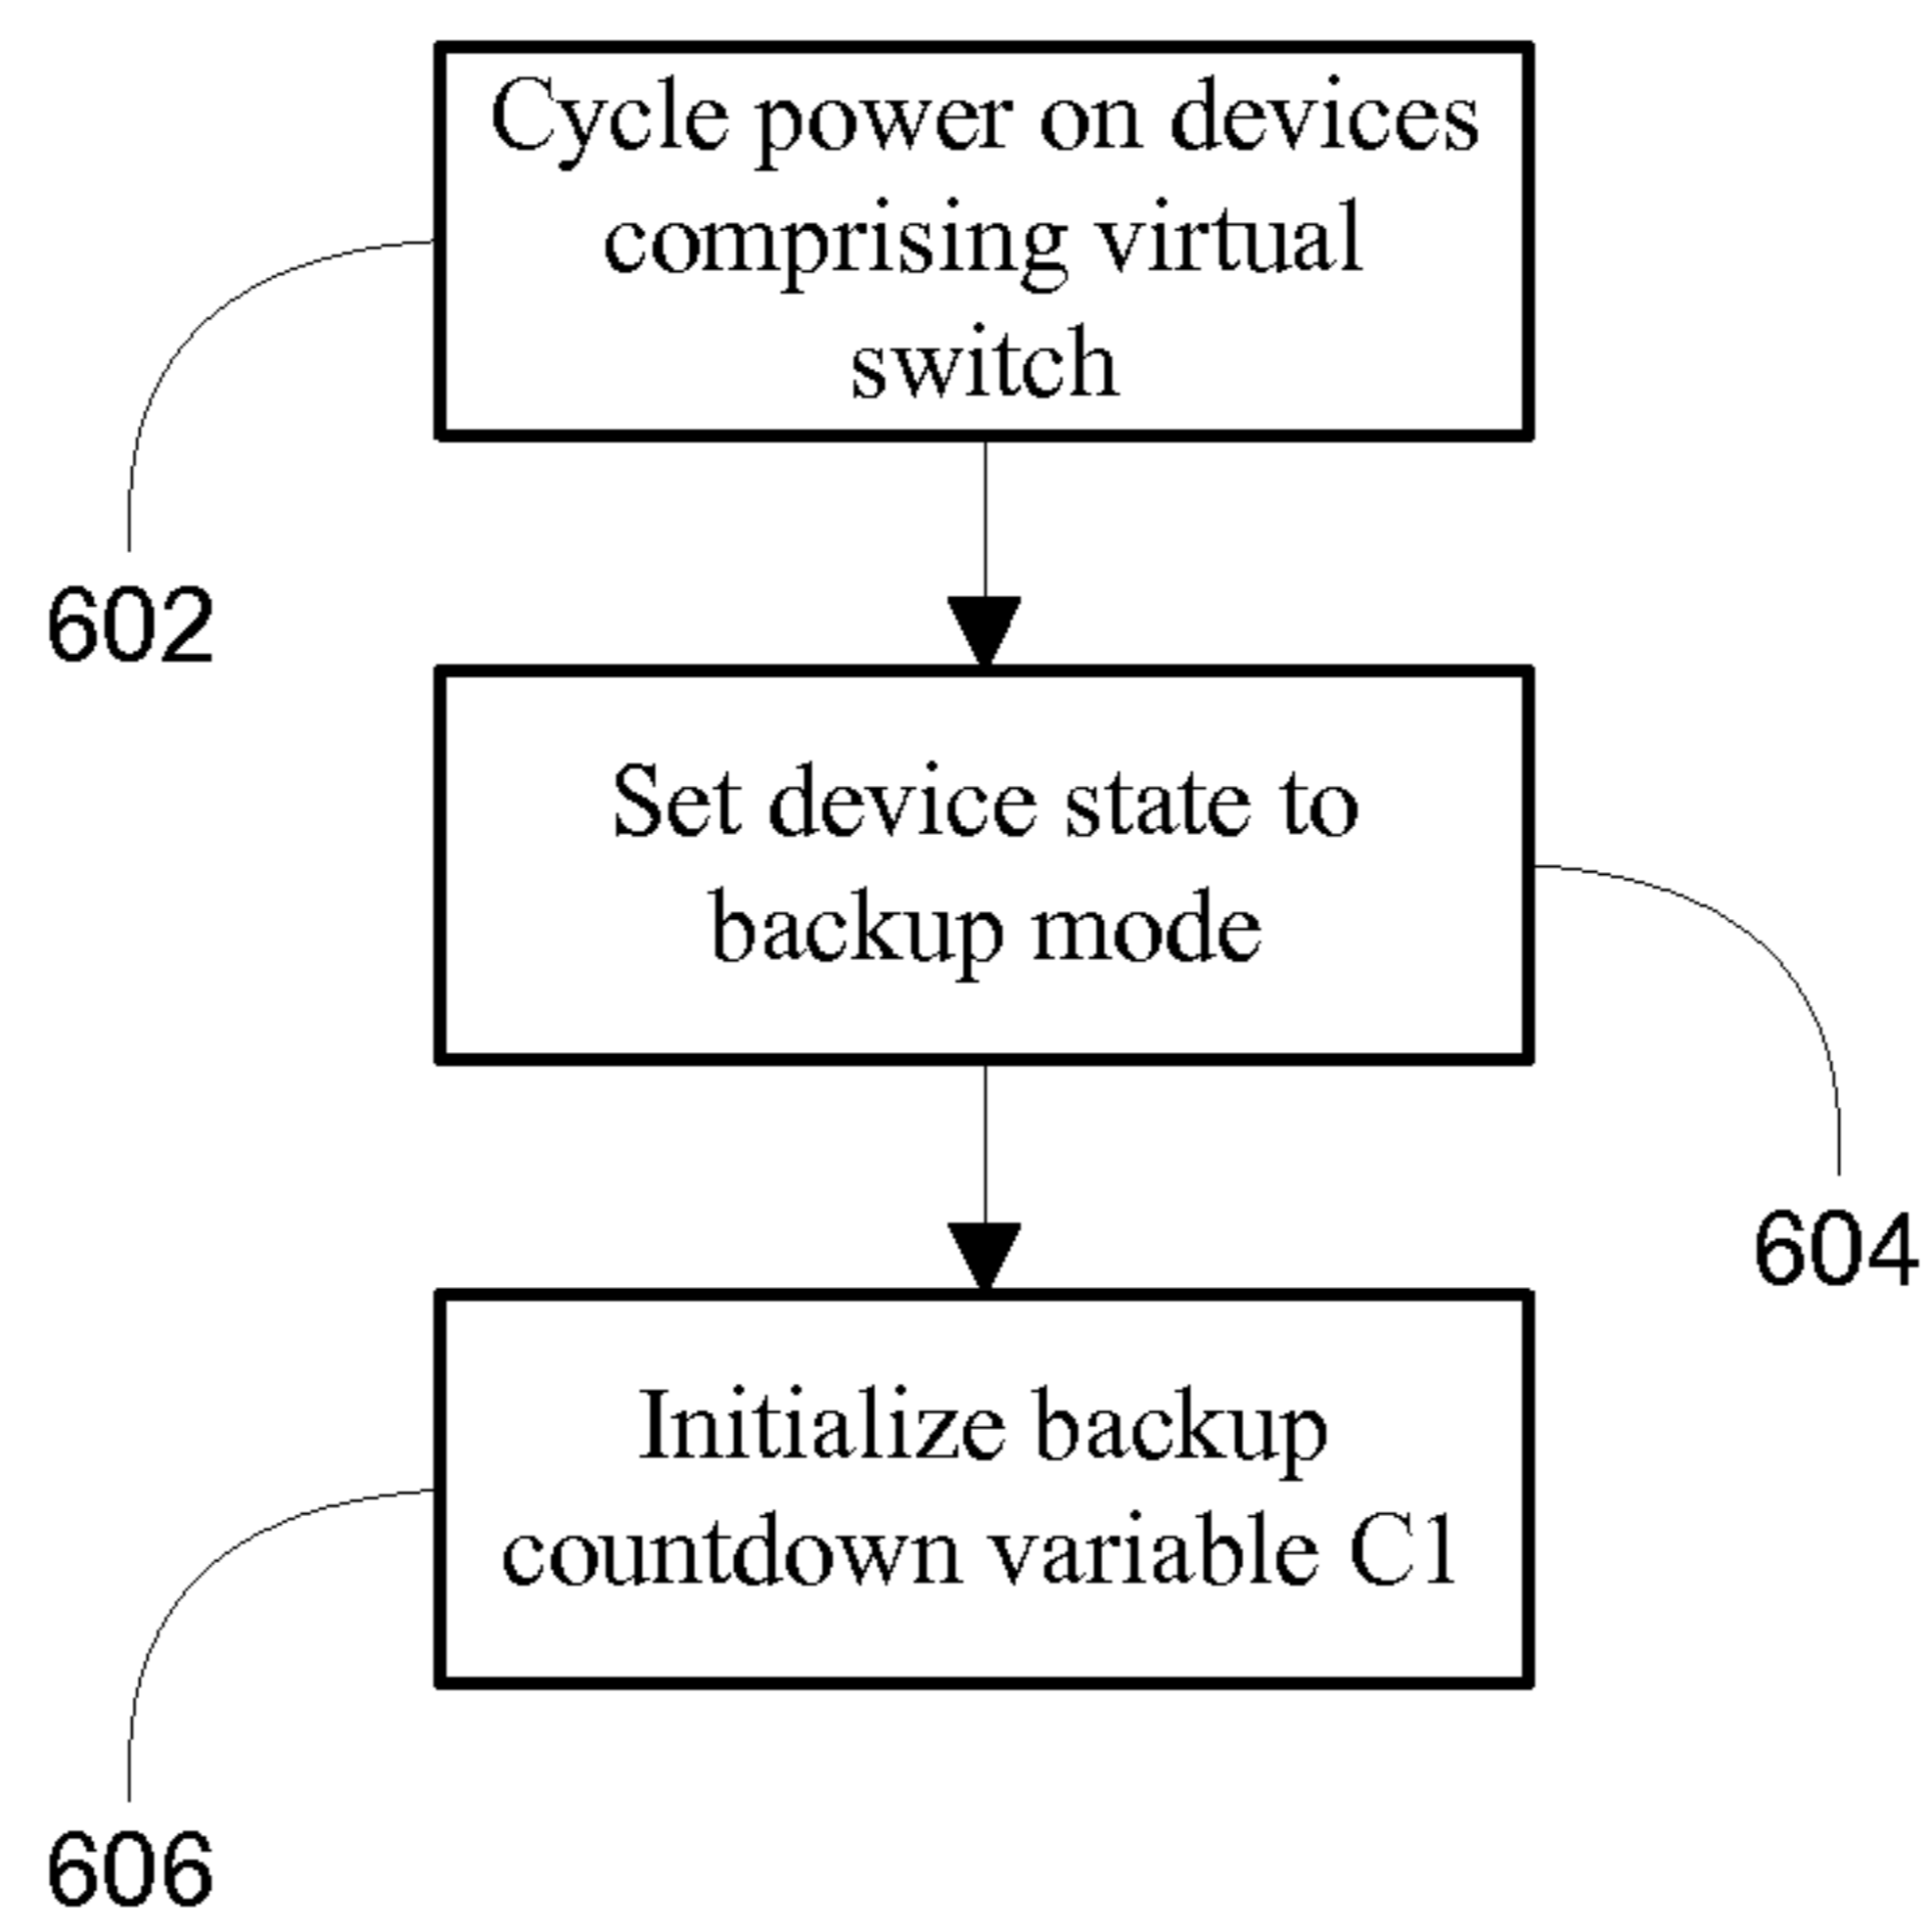 Cycle power on devices
comprising virtual
switch
602
Set device state to
backup mode
604
Initialize backup
countdown variable C1
606